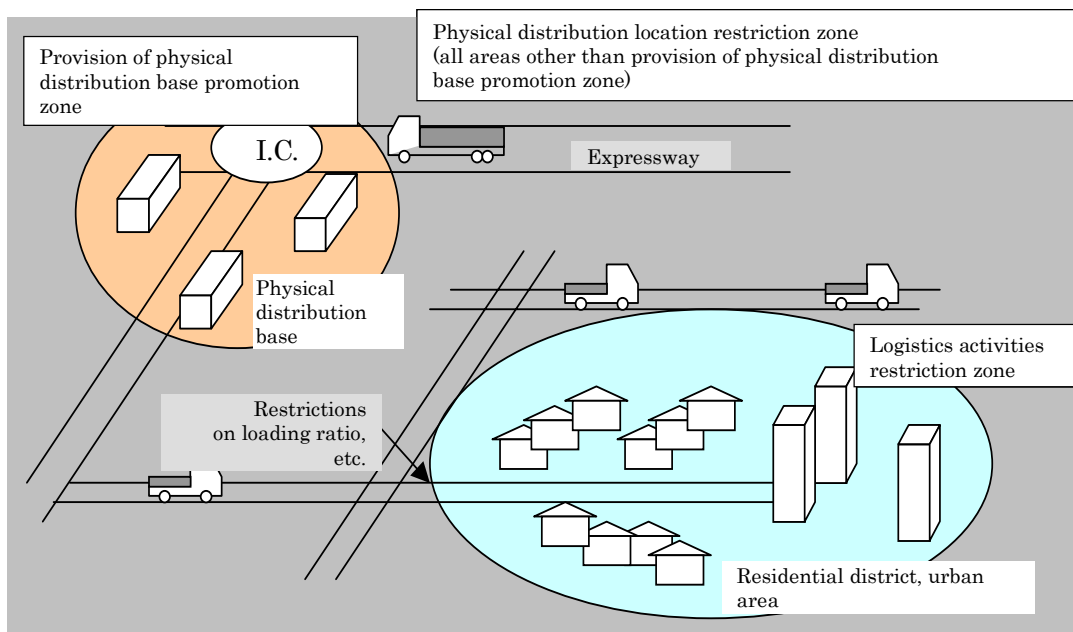 Provision of physical
distribution base promotion
zone
Physical distribution location restriction zone
(all areas other than provision of physical distribution
base promotion zone)
I.C.
Expressway
Physical
distribution
base
Logistics activities
restriction zone
Restrictions
on loading ratio,
etc.
Residential district, urban
area